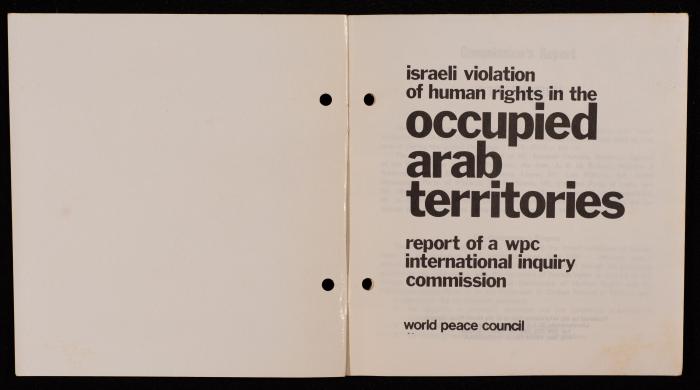 israeli violation
of human rights in the
occupied
arab
territories
report of a wpc
international inquiry
commission
world peace council